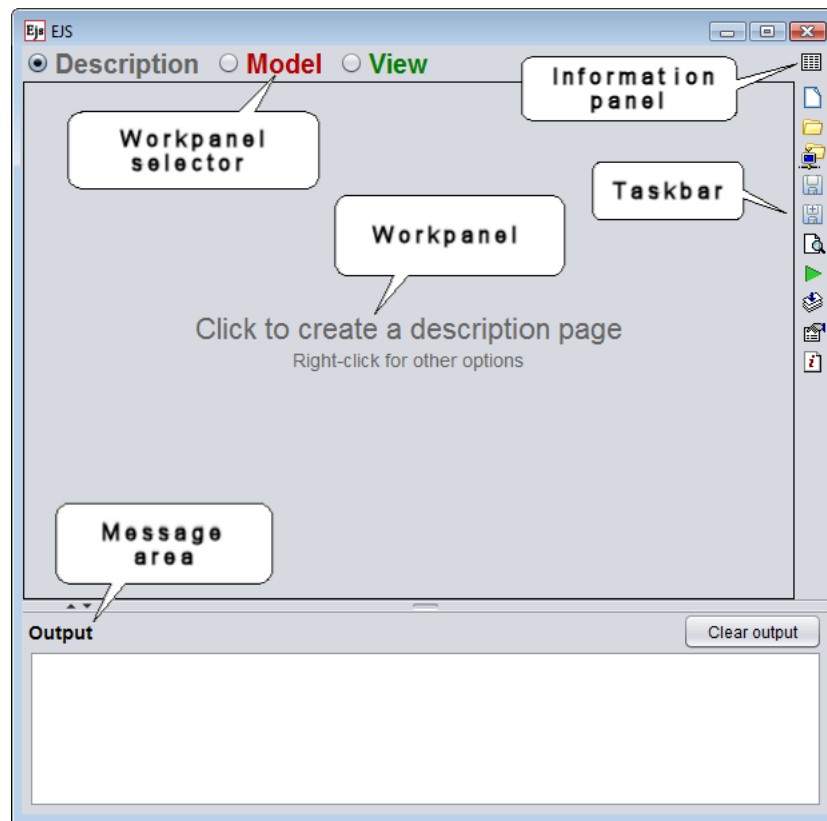 Ejs EJS
Description Model View
Information
panel
Workpanel
selector
Taskbar
Workpanel
Click to create a description page
Right-click for other options
Message
area
Output Clear output